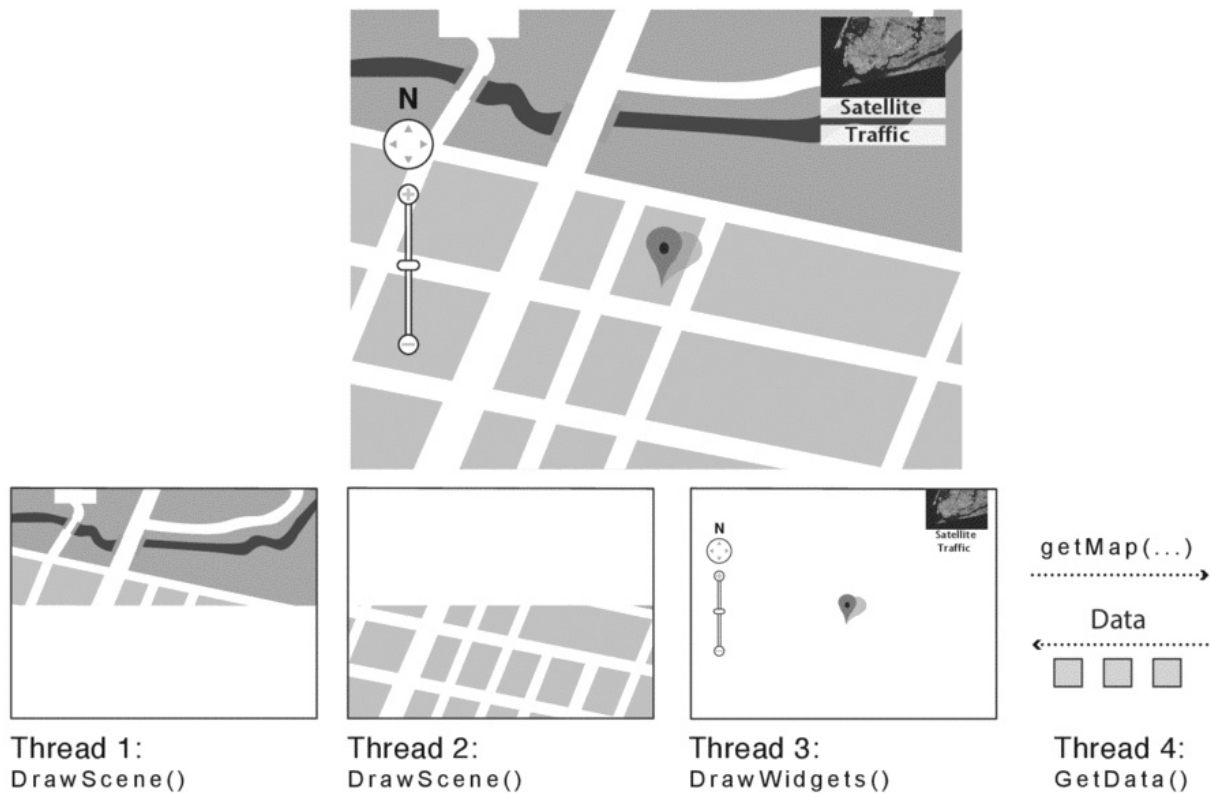 N
Satellite
Traffic
N
Satellite
Traffic
getMap(...)
Data
Thread 1:
DrawScene()
Thread 2:
DrawScene()
Thread 3:
DrawWidgets()
Thread 4:
GetData()